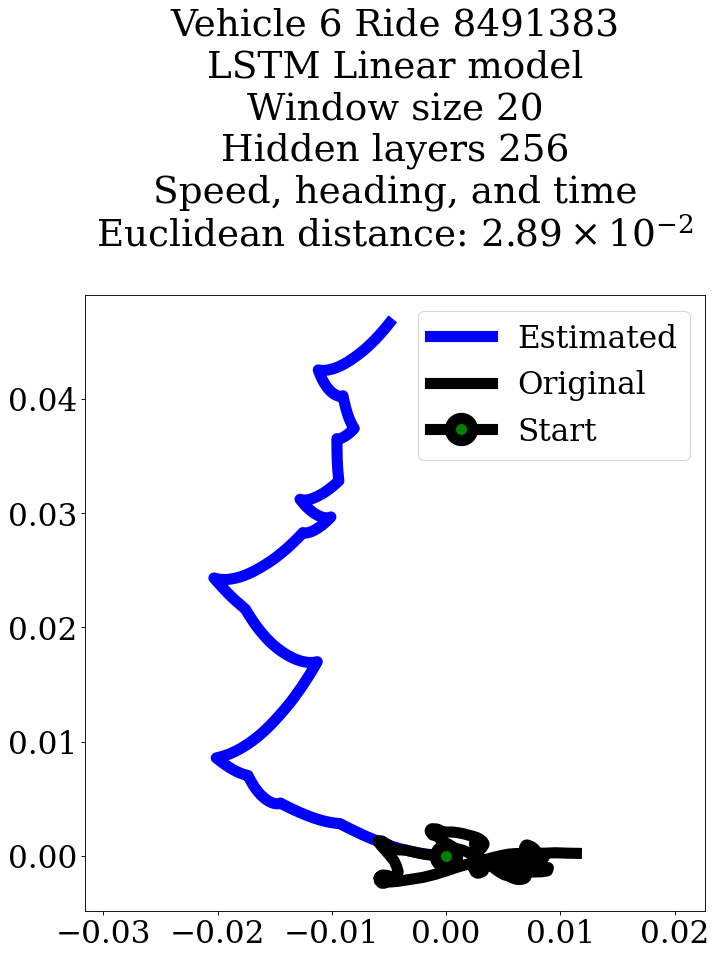 Vehicle 6 Ride 8491383
LSTM Linear model
Window size 20
Hidden layers 256
Speed, heading, and time
Euclidean distance: 2.89 × 10⁻²
Estimated
Original
Start
0.04
0.03
0.02
0.01
0.00
−0.03 −0.02 −0.01 0.00 0.01 0.02